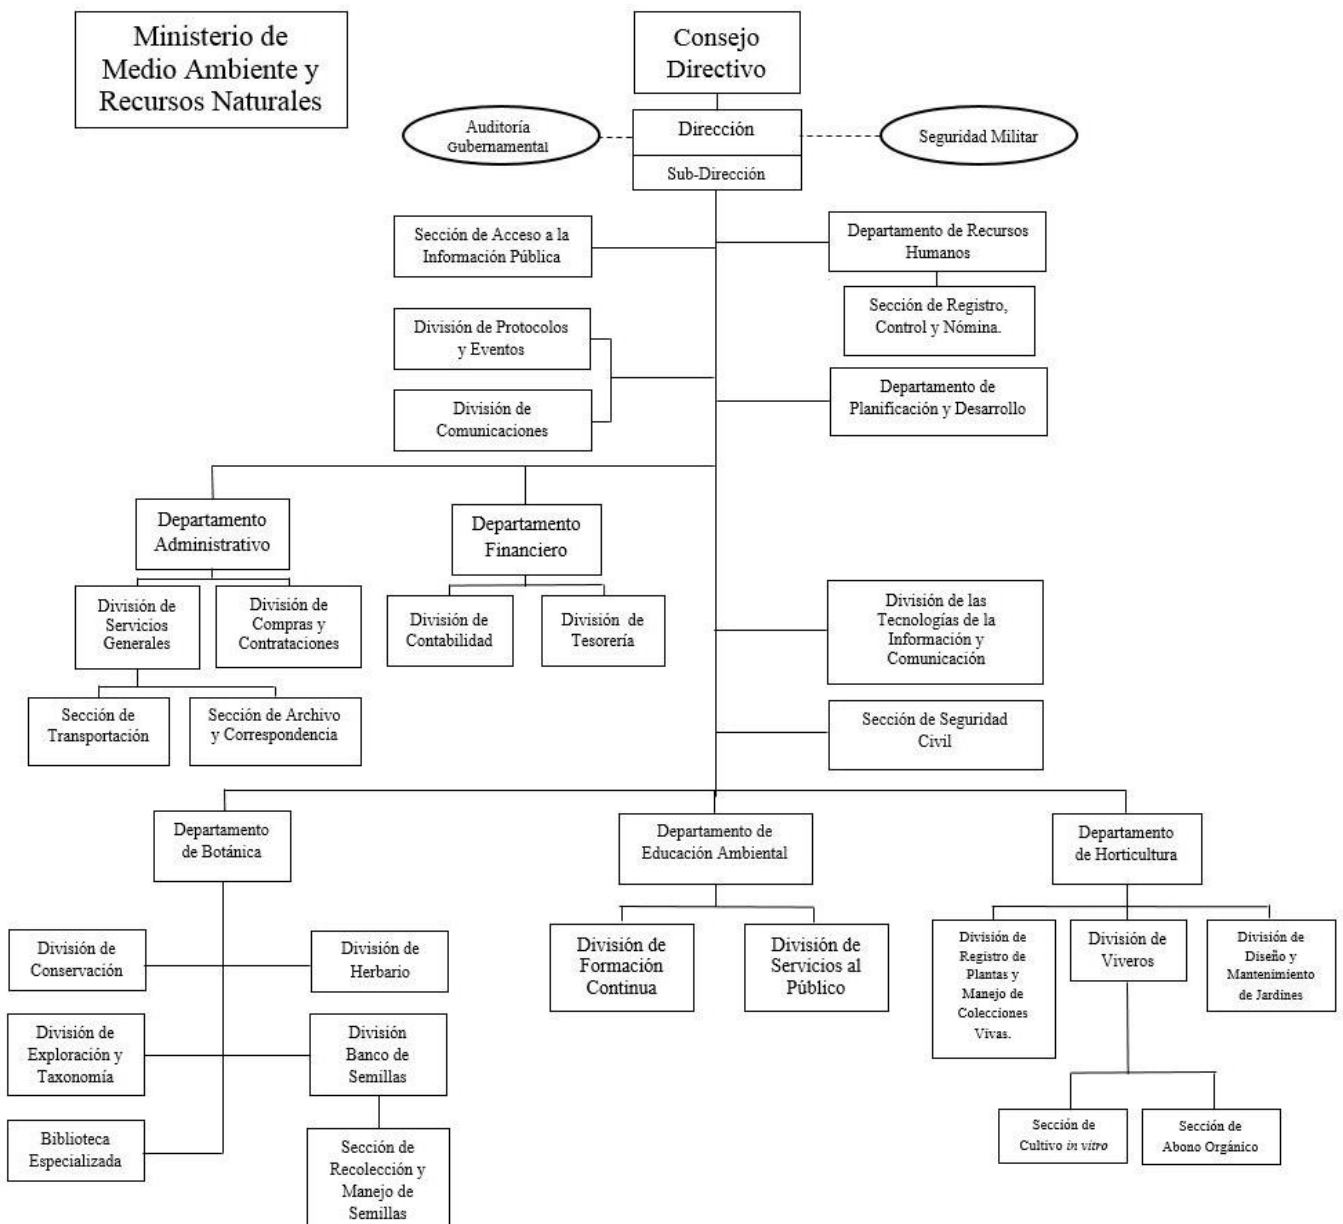 Ministerio de
Medio Ambiente y
Recursos Naturales
Consejo
Directivo
Auditoría
Gubernamental
Dirección
Sub-Dirección
Seguridad Militar
Sección de Acceso a la
Información Pública
Departamento de Recursos
Humanos
Sección de Registro,
Control y Nómina.
División de Protocolos
y Eventos
División de
Comunicaciones
Departamento de
Planificación y Desarrollo
Departamento
Administrativo
Departamento
Financiero
División de
Servicios
Generales
División de
Compras y
Contrataciones
División de
Contabilidad
División de
Tesorería
División de las
Tecnologías de la
Información y
Comunicación
Sección de
Transportación
Sección de Archivo
y Correspondencia
Sección de Seguridad
Civil
Departamento
de Botánica
Departamento de
Educación Ambiental
Departamento
de Horticultura
División de
Conservación
División de
Herbario
División de
Exploración y
Taxonomía
División
Banco de
Semillas
Biblioteca
Especializada
Sección de
Recolección y
Manejo de
Semillas
División de
Formación
Continua
División de
Servicios al
Público
División de
Registro de
Plantas y
Manejo de
Colecciones
Vivas.
División de
Viveros
División de
Diseño y
Mantenimiento
de Jardines
Sección de
Cultivo in vitro
Sección de
Abono Orgánico